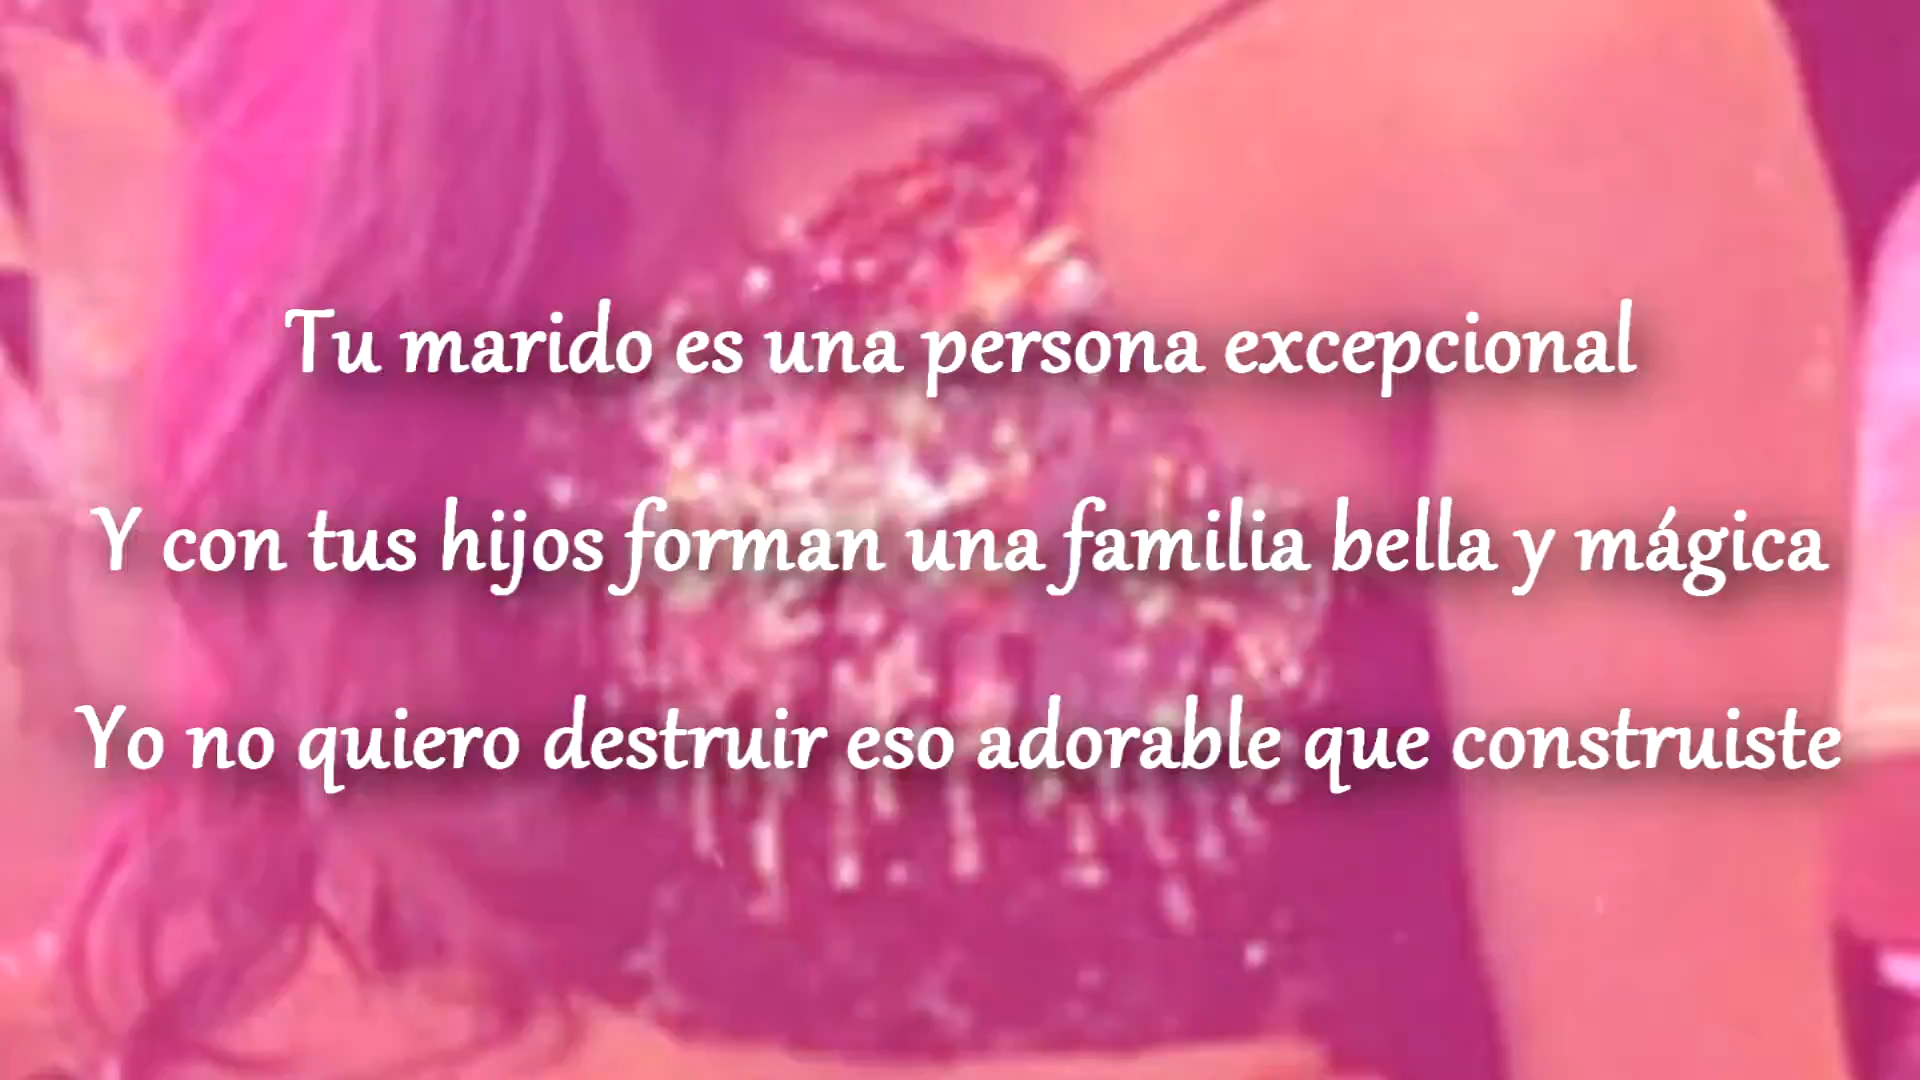 Tu marido es una persona excepcional
Y con tus hijos forman una familia bella y mágica
Yo no quiero destruir eso adorable que construiste